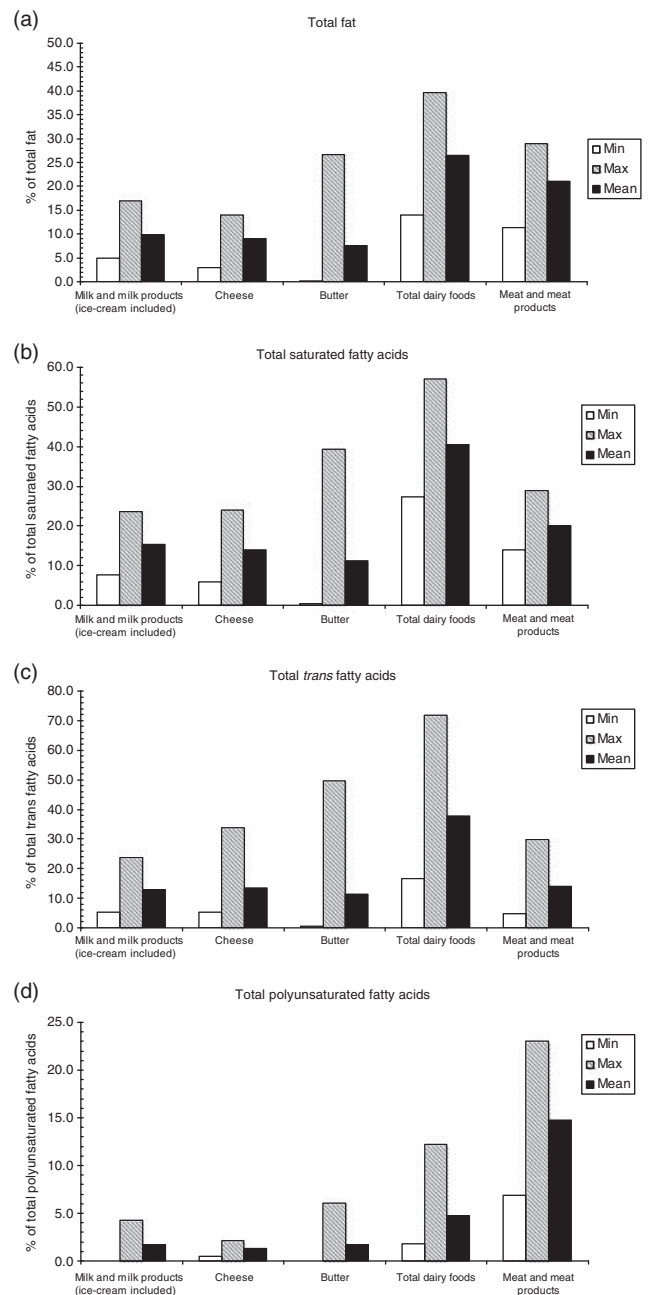 (a)
Total fat
% of total fat
50.0
45.0
40.0
35.0
30.0
25.0
20.0
15.0
10.0
5.0
0.0
Min
Max
Mean
Milk and milk products
(ice-cream included)
Cheese
Butter
Total dairy foods
Meat and meat
products
(b)
Total saturated fatty acids
% of total saturated fatty acids
60.0
50.0
40.0
30.0
20.0
10.0
0.0
Min
Max
Mean
Milk and milk products
(ice-cream included)
Cheese
Butter
Total dairy foods
Meat and meat
products
(c)
Total trans fatty acids
% of total trans fatty acids
80.0
70.0
60.0
50.0
40.0
30.0
20.0
10.0
0.0
Min
Max
Mean
Milk and milk products
(ice-cream included)
Cheese
Butter
Total dairy foods
Meat and meat
products
(d)
Total polyunsaturated fatty acids
% of total polyunsaturated fatty acids
25.0
20.0
15.0
10.0
5.0
0.0
Min
Max
Mean
Milk and milk products
(ice-cream included)
Cheese
Butter
Total dairy foods
Meat and meat
products